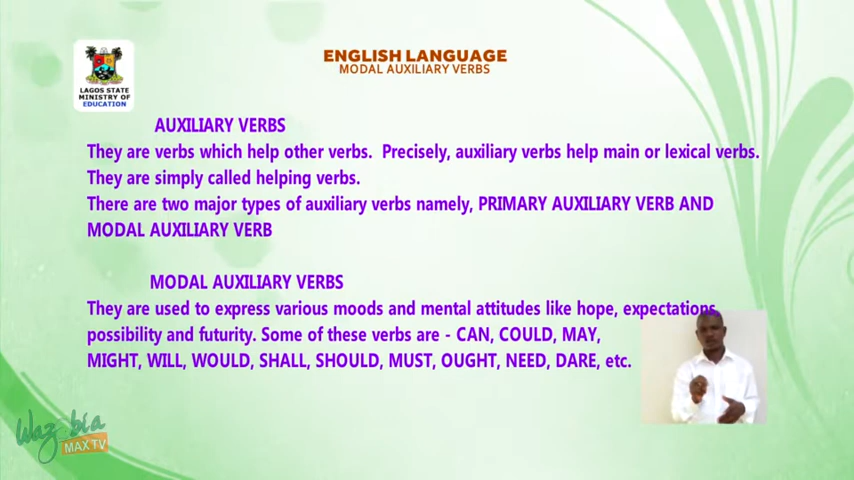 ENGLISH LANGUAGE
MODAL AUXILIARY VERBS
LAGOS STATE
MINISTRY OF
EDUCATION
AUXILIARY VERBS
They are verbs which help other verbs. Precisely, auxiliary verbs help main or lexical verbs.
They are simply called helping verbs.
There are two major types of auxiliary verbs namely, PRIMARY AUXILIARY VERB AND
MODAL AUXILIARY VERB
MODAL AUXILIARY VERBS
They are used to express various moods and mental attitudes like hope, expectations,
possibility and futurity. Some of these verbs are - CAN, COULD, MAY,
MIGHT, WILL, WOULD, SHALL, SHOULD, MUST, OUGHT, NEED, DARE, etc.
Wazobia
MAX TV